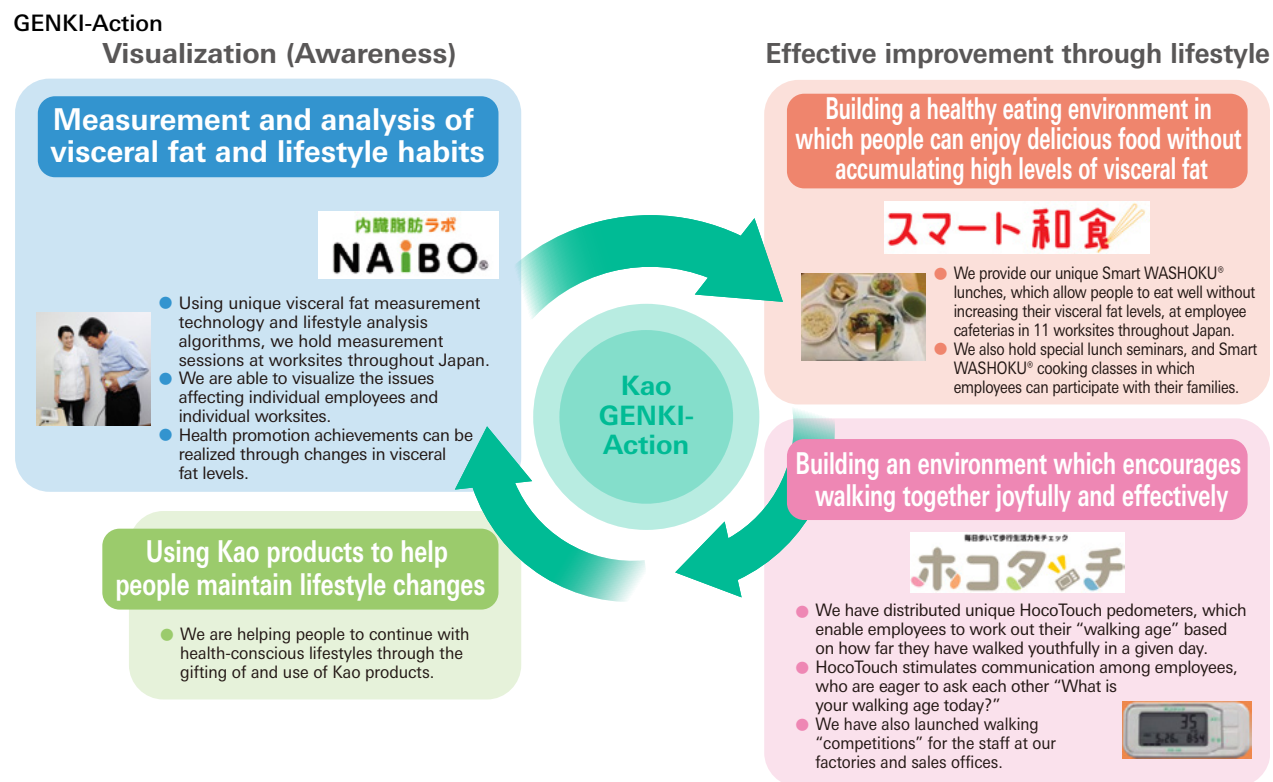 GENKI-Action
Visualization (Awareness)
Measurement and analysis of
visceral fat and lifestyle habits
内臓脂肪ラボ
NAiBO®
● Using unique visceral fat measurement
technology and lifestyle analysis
algorithms, we hold measurement
sessions at worksites throughout Japan.
● We are able to visualize the issues
affecting individual employees and
individual worksites.
● Health promotion achievements can be
realized through changes in visceral
fat levels.
Using Kao products to help
people maintain lifestyle changes
● We are helping people to continue with
health-conscious lifestyles through the
gifting of and use of Kao products.
Kao
GENKI-
Action
Effective improvement through lifestyle
Building a healthy eating environment in
which people can enjoy delicious food without
accumulating high levels of visceral fat
スマート和食
● We provide our unique Smart WASHOKU®
lunches, which allow people to eat well without
increasing their visceral fat levels, at employee
cafeterias in 11 worksites throughout Japan.
● We also hold special lunch seminars, and Smart
WASHOKU® cooking classes in which
employees can participate with their families.
Building an environment which encourages
walking together joyfully and effectively
毎日歩いて歩行生活力をチェック
ホコタッチ
● We have distributed unique HocoTouch pedometers, which
enable employees to work out their “walking age” based
on how far they have walked youthfully in a given day.
● HocoTouch stimulates communication among employees,
who are eager to ask each other “What is
your walking age today?”
● We have also launched walking
“competitions” for the staff at our
factories and sales offices.
35